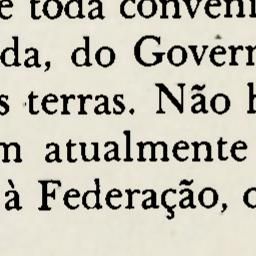 e toda conveni
da, do Govern
s terras. Não h
m atualmente
à Federação, o